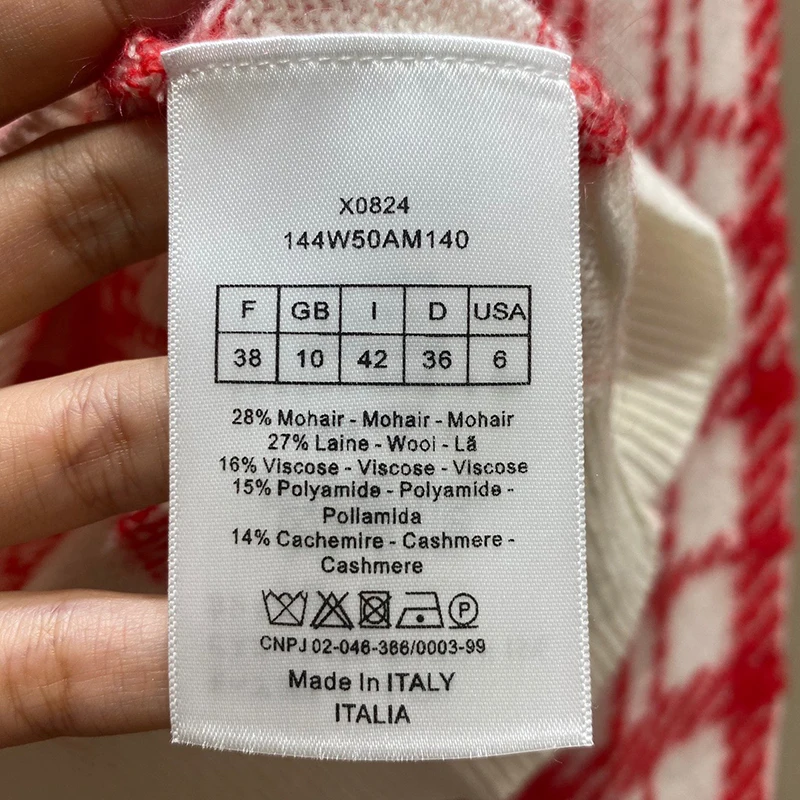 X0824
144W50AM140
F GB I D USA
38 10 42 36 6
28% Mohair - Mohair - Mohair
27% Laine - Wooi - Lã
16% Viscose - Viscose - Viscose
15% Polyamide - Polyamide -
Pollamida
14% Cachemire - Cashmere -
Cashmere
P
CNPJ 02-046-366/0003-99
Made In ITALY
ITALIA